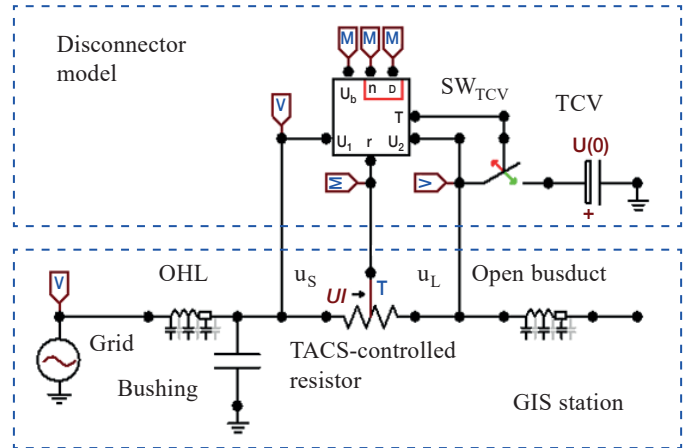 Disconnector
model
M M M
U_b n D
SW_TCV
TCV
V
T
U(0)
U_1 r U_2
M
V
+
OHL
u_S
u_L
Open busduct
V
UI
T
Grid
TACS-controlled
resistor
Bushing
GIS station